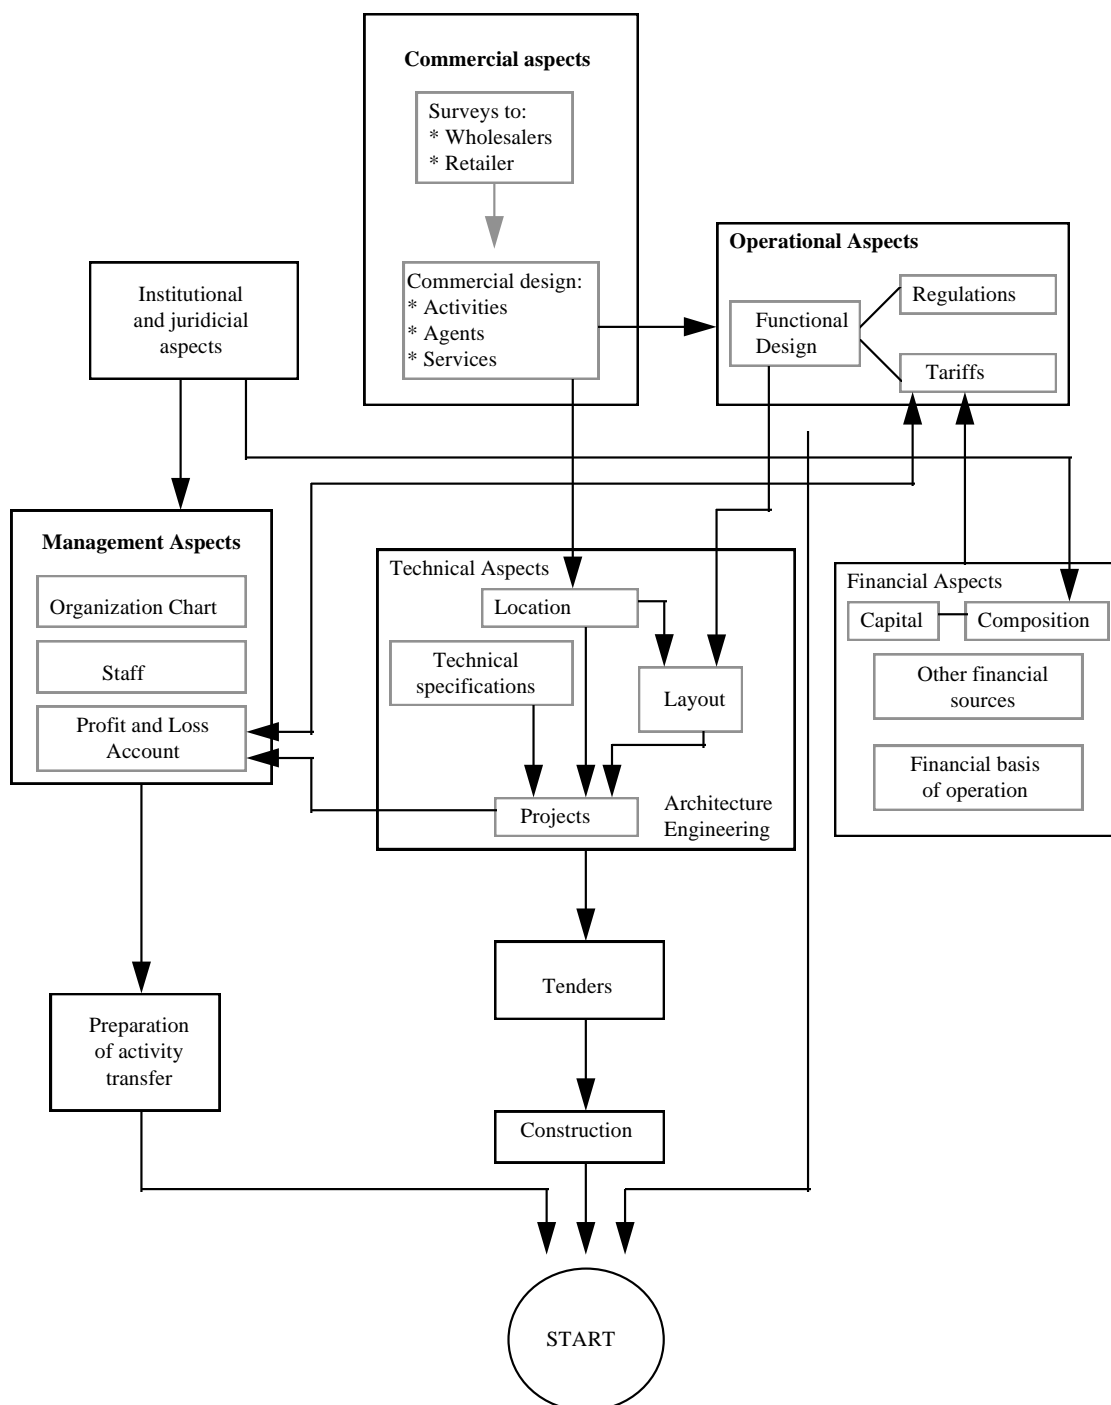 Commercial aspects
Surveys to:
* Wholesalers
* Retailer
Commercial design:
* Activities
* Agents
* Services
Operational Aspects
Functional
Design
Regulations
Tariffs
Institutional
and juridicial
aspects
Management Aspects
Organization Chart
Staff
Profit and Loss
Account
Technical Aspects
Location
Technical
specifications
Layout
Projects
Architecture
Engineering
Financial Aspects
Capital
Composition
Other financial
sources
Financial basis
of operation
Tenders
Preparation
of activity
transfer
Construction
START